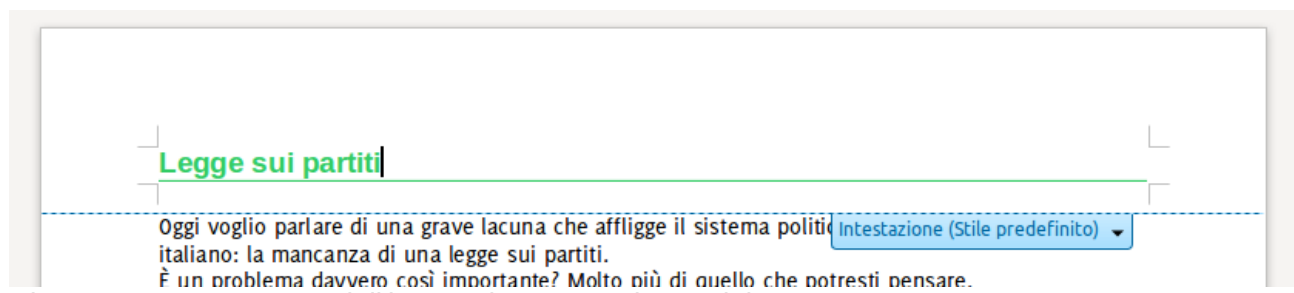 Legge sui partiti
Oggi voglio parlare di una grave lacuna che affligge il sistema politic
Intestazione (Stile predefinito)
italiano: la mancanza di una legge sui partiti.
È un problema davvero così importante? Molto più di quello che potresti pensare.